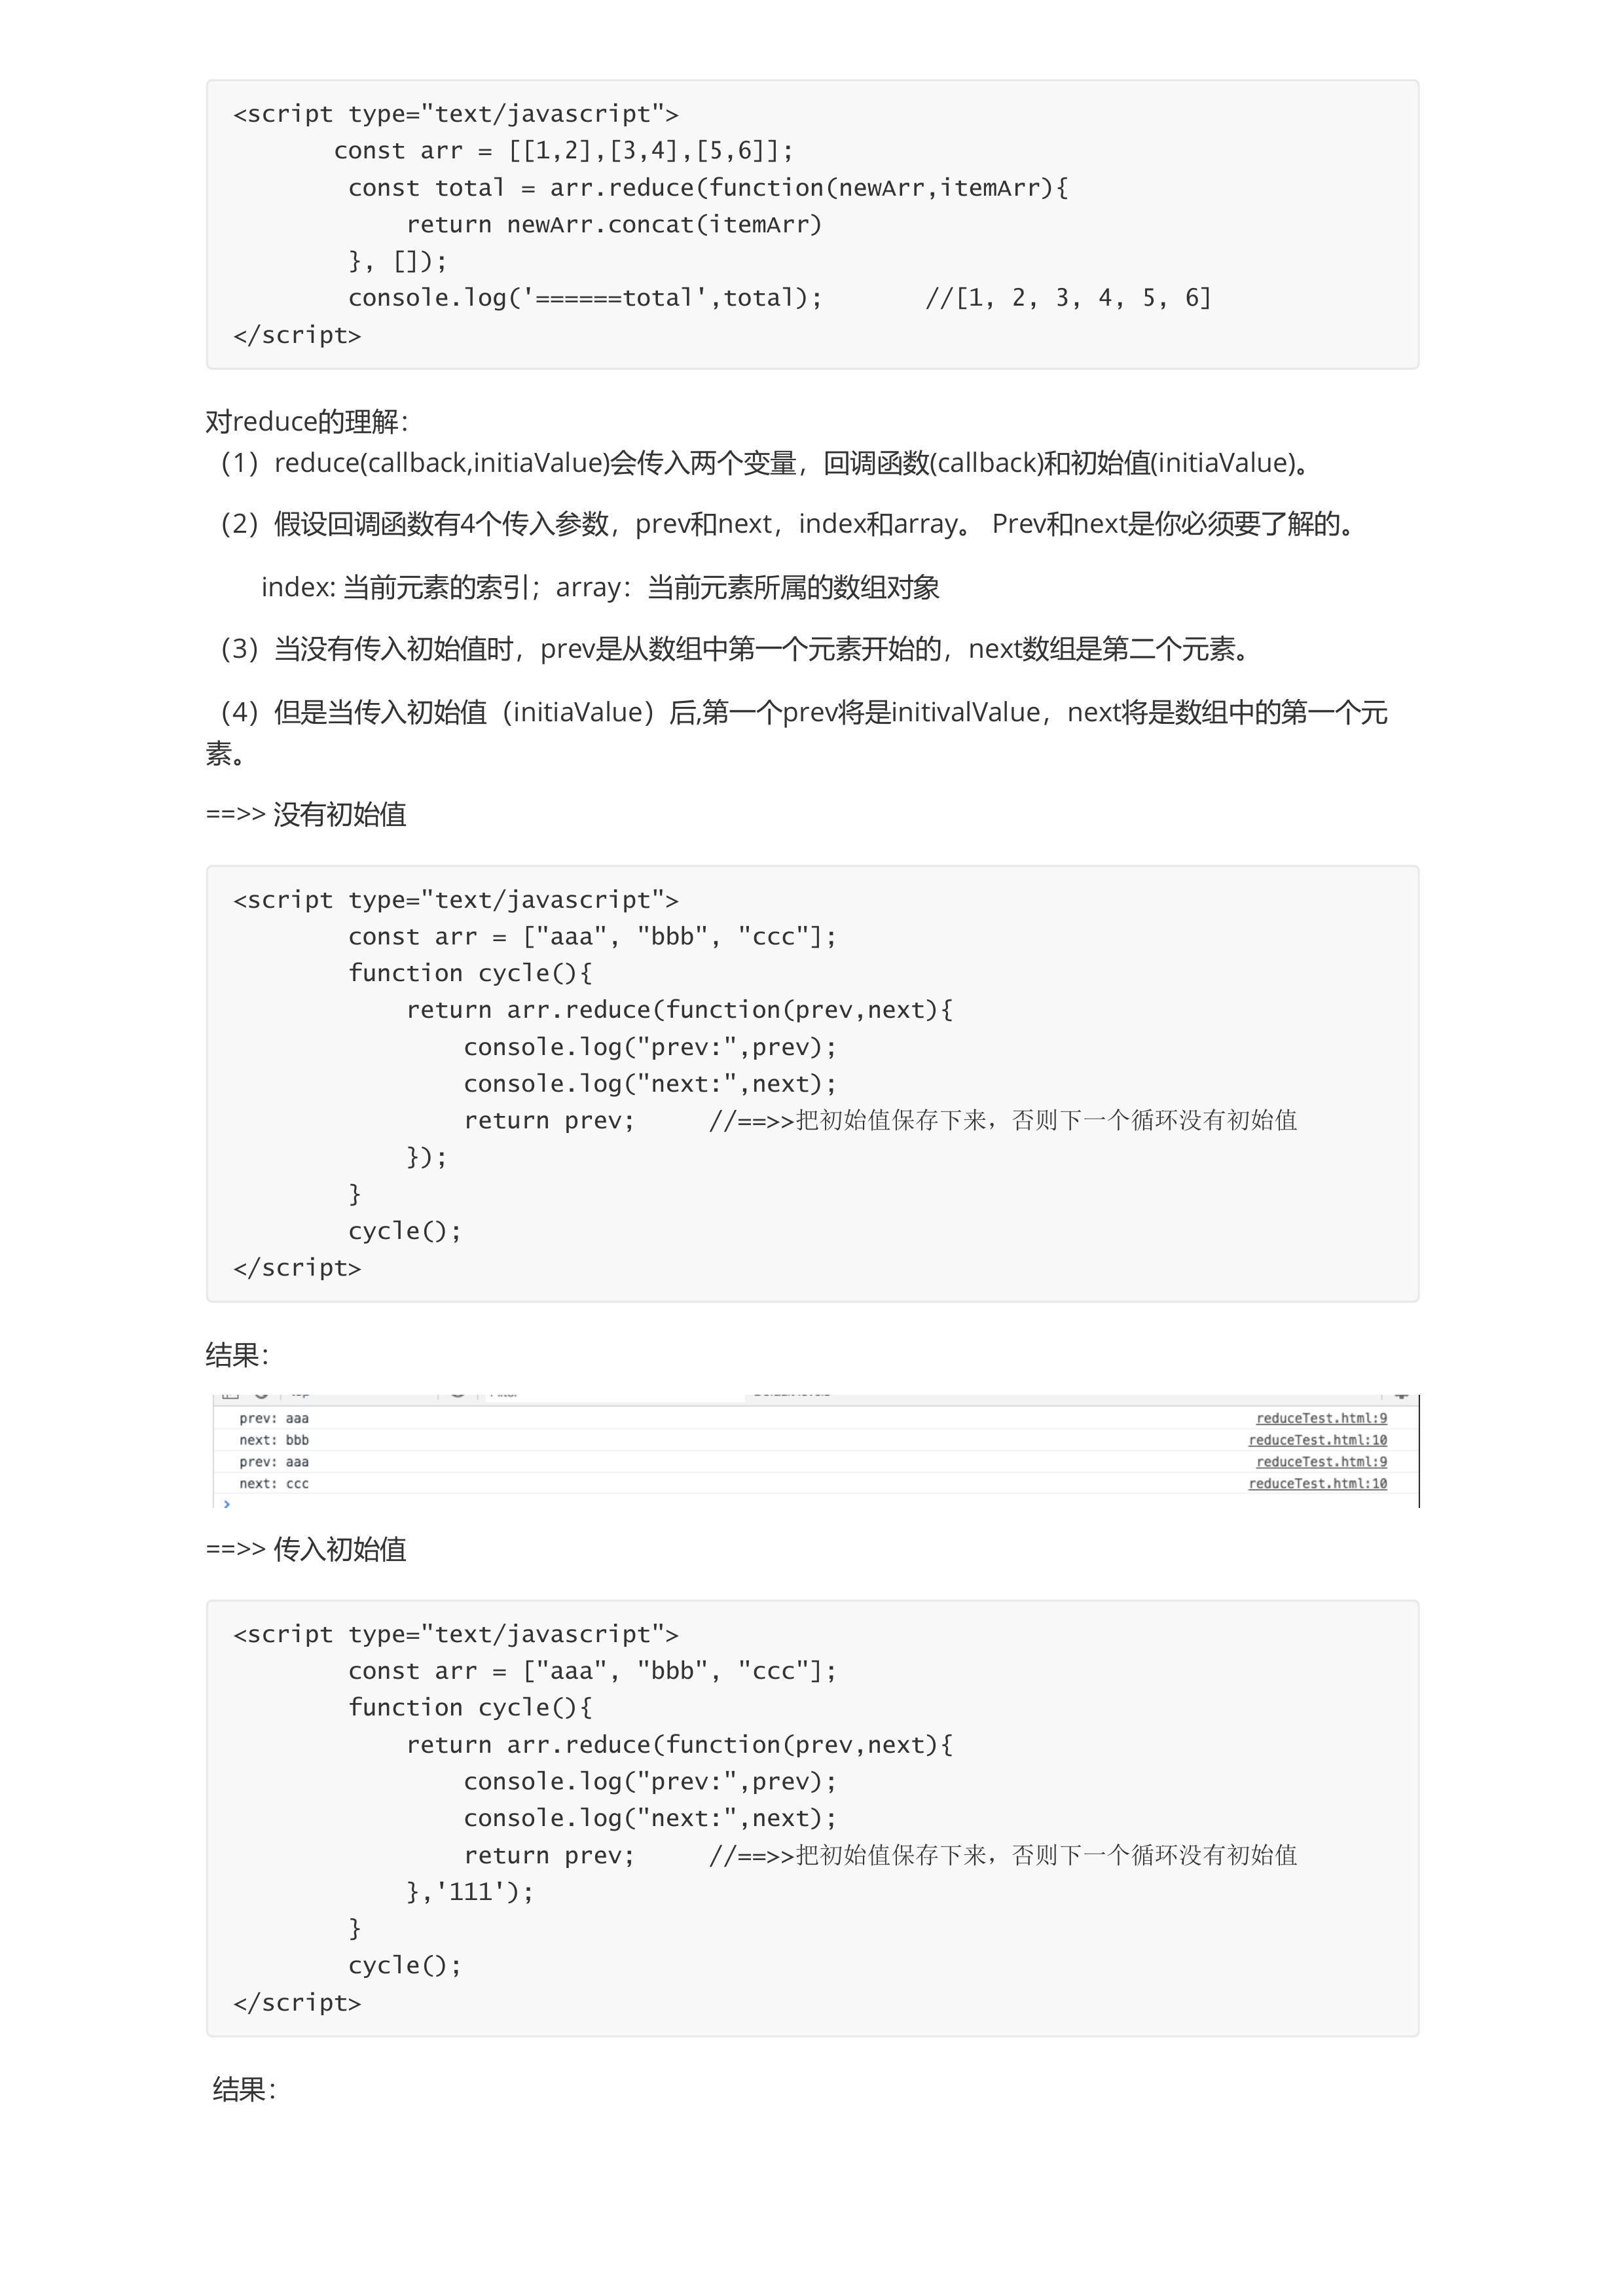 <script type="text/javascript">
const arr = [[1,2],[3,4],[5,6]];
const total = arr.reduce(function(newArr,itemArr){
return newArr.concat(itemArr)
}, []);
console.log('======total',total); //[1, 2, 3, 4, 5, 6]
</script>
对reduce的理解：
（1）reduce(callback,initiaValue)会传入两个变量，回调函数(callback)和初始值(initiaValue)。
（2）假设回调函数有4个传入参数，prev和next，index和array。 Prev和next是你必须要了解的。
index: 当前元素的索引；array：当前元素所属的数组对象
（3）当没有传入初始值时，prev是从数组中第一个元素开始的，next数组是第二个元素。
（4）但是当传入初始值（initiaValue）后,第一个prev将是initivalValue，next将是数组中的第一个元
素。
==>> 没有初始值
<script type="text/javascript">
const arr = ["aaa", "bbb", "ccc"];
function cycle(){
return arr.reduce(function(prev,next){
console.log("prev:",prev);
console.log("next:",next);
return prev; //==>>把初始值保存下来，否则下一个循环没有初始值
});
}
cycle();
</script>
结果：
prev: aaa reduceTest.html:9
next: bbb reduceTest.html:10
prev: aaa reduceTest.html:9
next: ccc reduceTest.html:10
>
==>> 传入初始值
<script type="text/javascript">
const arr = ["aaa", "bbb", "ccc"];
function cycle(){
return arr.reduce(function(prev,next){
console.log("prev:",prev);
console.log("next:",next);
return prev; //==>>把初始值保存下来，否则下一个循环没有初始值
},'111');
}
cycle();
</script>
结果：